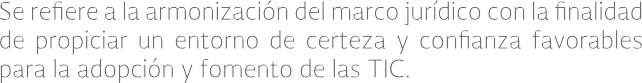 Se refiere a la armonización del marco jurídico con la finalidad
de propiciar un entorno de certeza y confianza favorables
para la adopción y fomento de las TIC.